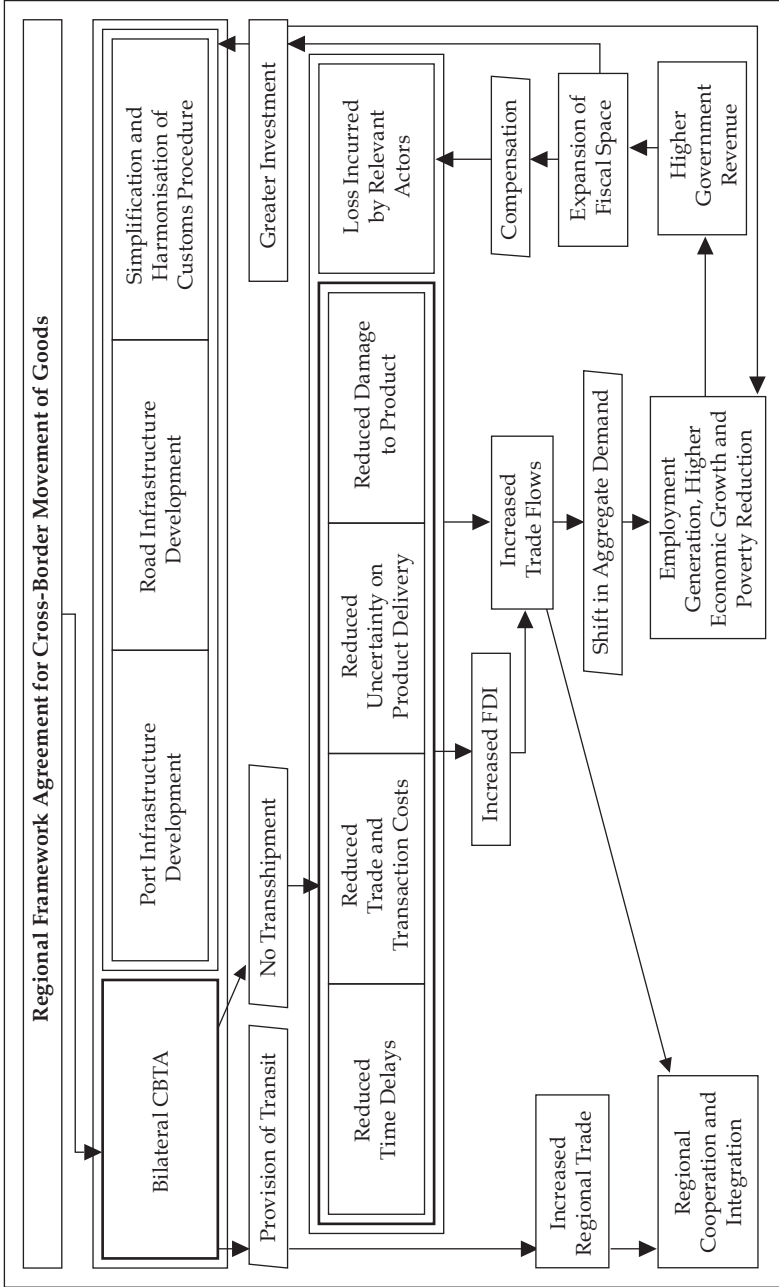 Regional Framework Agreement for Cross-Border Movement of Goods
Bilateral CBTA
Port Infrastructure
Development
Road Infrastructure
Development
Simplification and
Harmonisation of
Customs Procedure
Provision of Transit
No Transshipment
Greater Investment
Reduced
Time Delays
Reduced
Trade and
Transaction Costs
Reduced
Uncertainty on
Product Delivery
Reduced Damage
to Product
Loss Incurred
by Relevant
Actors
Increased FDI
Compensation
Increased
Regional Trade
Increased
Trade Flows
Expansion of
Fiscal Space
Shift in Aggregate Demand
Regional
Cooperation and
Integration
Employment
Generation, Higher
Economic Growth and
Poverty Reduction
Higher
Government
Revenue